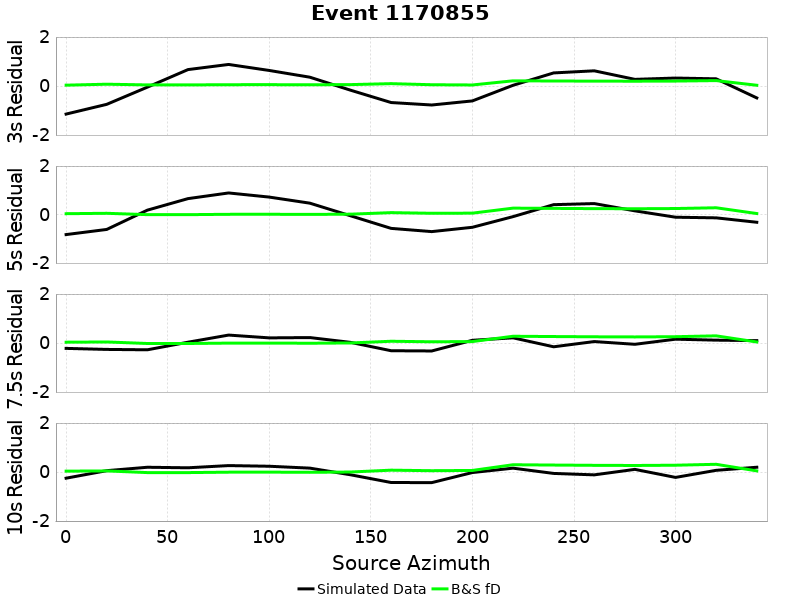 Event 1170855
3s Residual
2
0
-2
5s Residual
2
0
-2
7.5s Residual
2
0
-2
10s Residual
2
0
-2
0 50 100 150 200 250 300
Source Azimuth
Simulated Data B&S fD